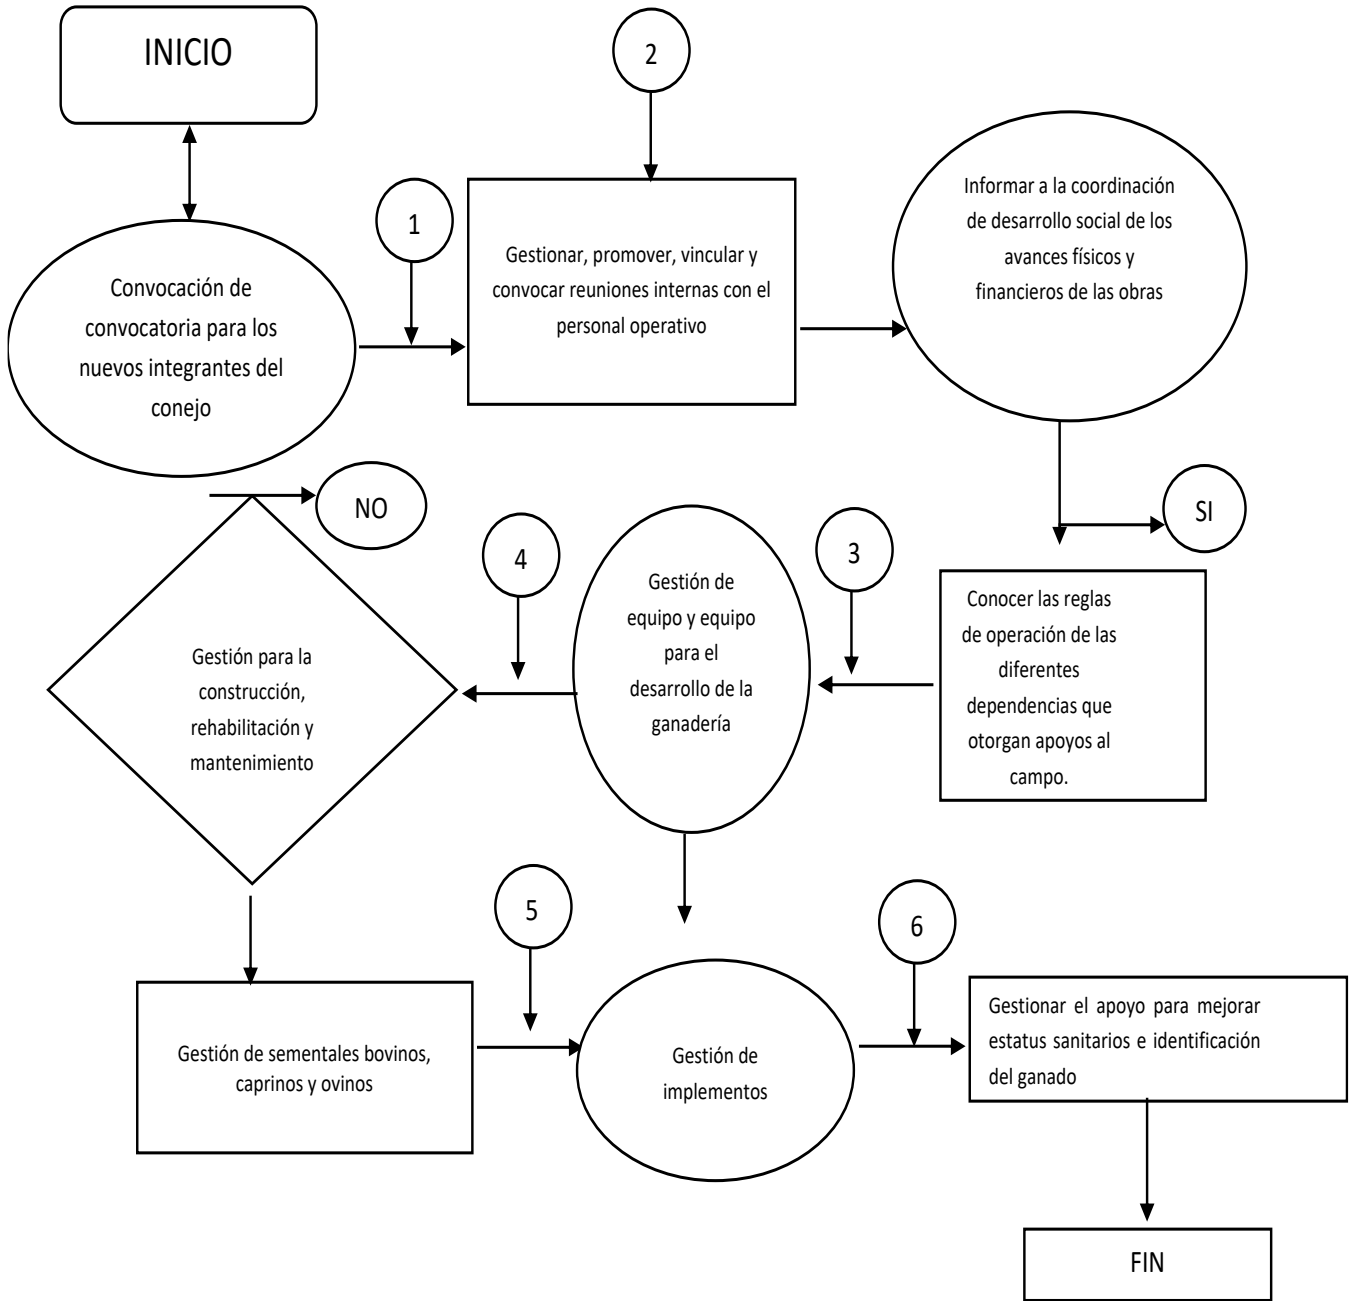 INICIO
2
1
Convocación de
convocatoria para los
nuevos integrantes del
conejo
Gestionar, promover, vincular y
convocar reuniones internas con el
personal operativo
Informar a la coordinación
de desarrollo social de los
avances físicos y
financieros de las obras
NO
SI
4
3
Gestión para la
construcción,
rehabilitación y
mantenimiento
Gestión de
equipo y equipo
para el
desarrollo de la
ganadería
Conocer las reglas
de operación de las
diferentes
dependencias que
otorgan apoyos al
campo.
5
6
Gestión de sementales bovinos,
caprinos y ovinos
Gestión de
implementos
Gestionar el apoyo para mejorar
estatus sanitarios e identificación
del ganado
FIN